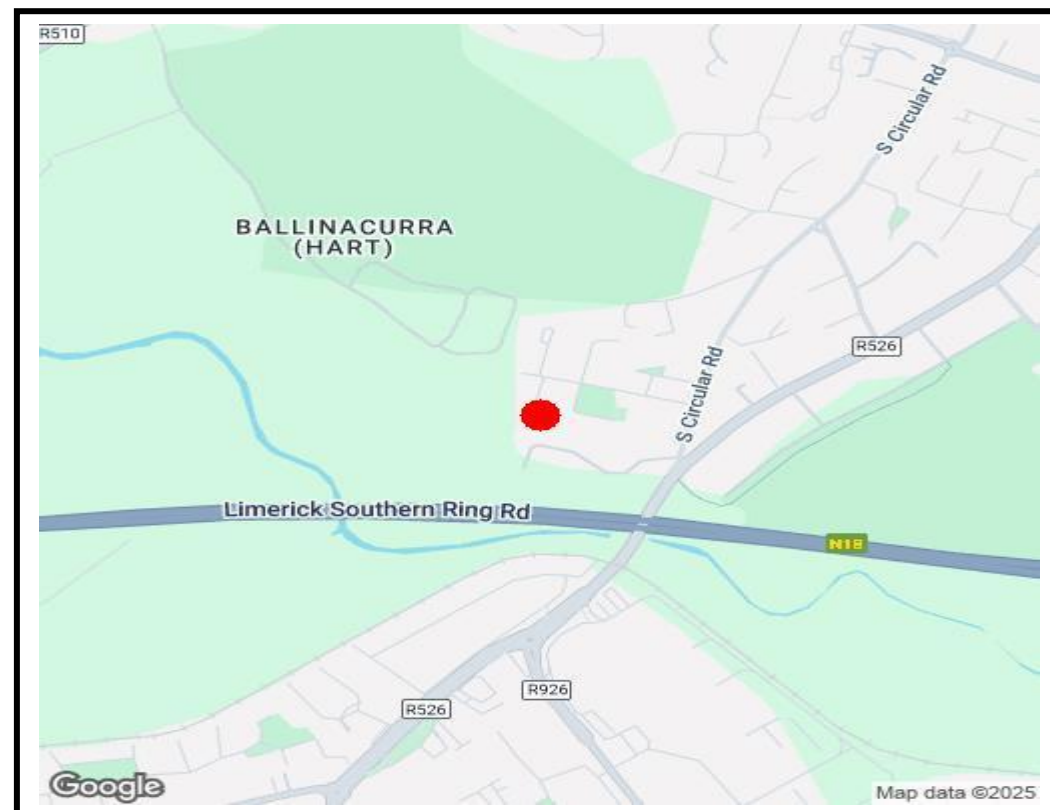 R510
S Circular Rd
BALLINACURRA
(HART)
R526
S Circular Rd
Limerick Southern Ring Rd
N18
R926
R526
Google
Map data ©2025